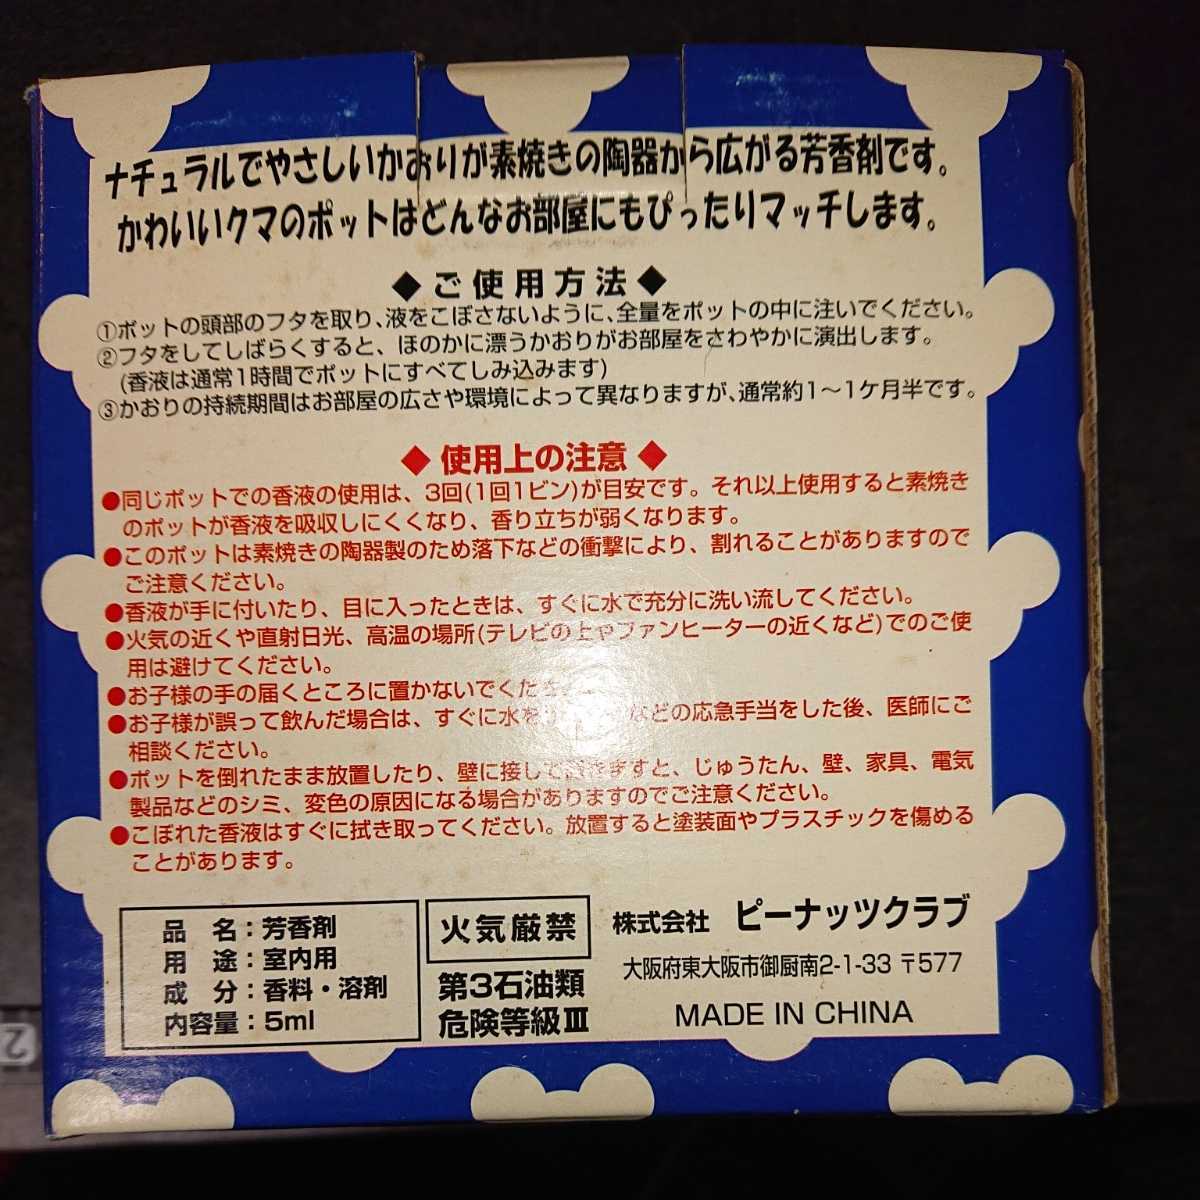 ナチュラルでやさしいかおりが素焼きの陶器から広がる芳香剤です。
かわいいクマのポットはどんなお部屋にもぴったりマッチします。
◆ご使用方法◆
①ポットの頭部のフタを取り、液をこぼさないように、全量をポットの中に注いでください。
②フタをしてしばらくすると、ほのかに漂うかおりがお部屋をさわやかに演出します。
(香液は通常1時間でポットにすべてしみ込みます)
③かおりの持続期間はお部屋の広さや環境によって異なりますが、通常約1～1ケ月半です。
◆使用上の注意◆
●同じポットでの香液の使用は、3回(1回1ビン)が目安です。それ以上使用すると素焼き
のポットが香液を吸収しにくくなり、香り立ちが弱くなります。
●このポットは素焼きの陶器製のため落下などの衝撃により、割れることがありますので
ご注意ください。
●香液が手に付いたり、目に入ったときは、すぐに水で充分に洗い流してください。
●火気の近くや直射日光、高温の場所(テレビの上やファンヒーターの近くなど)でのご使
用は避けてください。
●お子様の手の届くところに置かないでくださ
●お子様が誤って飲んだ場合は、すぐに水を などの応急手当をした後、医師にご
相談ください。
●ポットを倒れたまま放置したり、壁に接して置きますと、じゅうたん、壁、家具、電気
製品などのシミ、変色の原因になる場合がありますのでご注意ください。
●こぼれた香液はすぐに拭き取ってください。放置すると塗装面やプラスチックを傷める
ことがあります。
品 名：芳香剤
用 途：室内用
成 分：香料・溶剤
内容量：5ml
火気厳禁
第3石油類
危険等級Ⅲ
株式会社 ピーナッツクラブ
大阪府東大阪市御厨南2-1-33 〒577
MADE IN CHINA
2